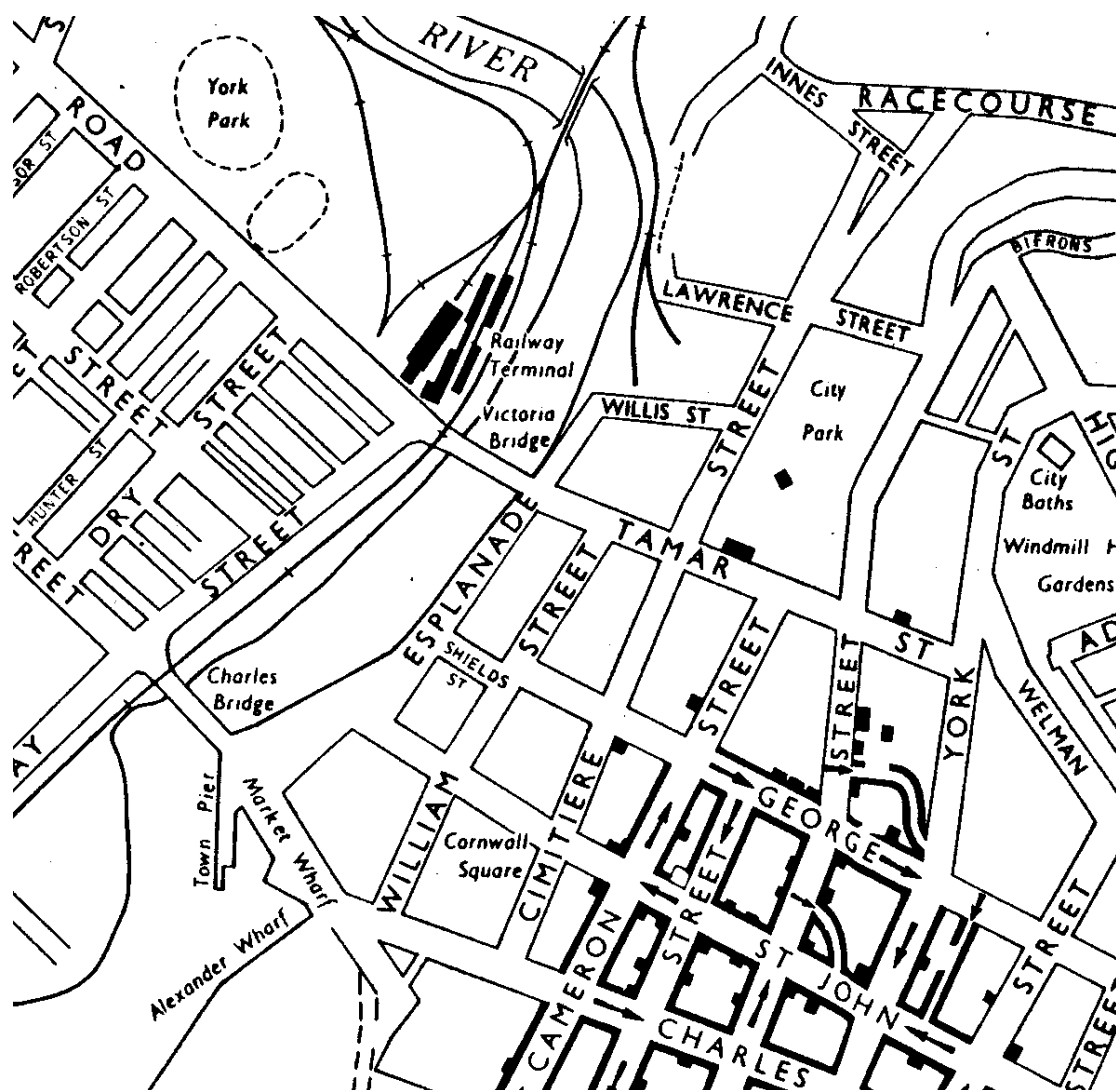 RIVER
York
Park
ROAD
INNES
STREET
RACECOURSE
ROBERTSON ST
BIFRONS
LAWRENCE STREET
Railway
Terminal
STREET
STREET
City
Park
WILLIS ST
STREET
Victoria
Bridge
HUNTER ST
DRY
STREET
ST
City
Baths
Windmill H
Gardens
TAMAR ST
ESPLANADE
STREET
SHIELDS
ST
STREET
STREET
YORK
WELMAN
Charles
Bridge
Town Pier
Market Wharf
WILLIAM
CIMITIERE
GEORGE
Cornwall
Square
Alexander Wharf
CAMERON
STREET
ST JOHN
STREET
CHARLES